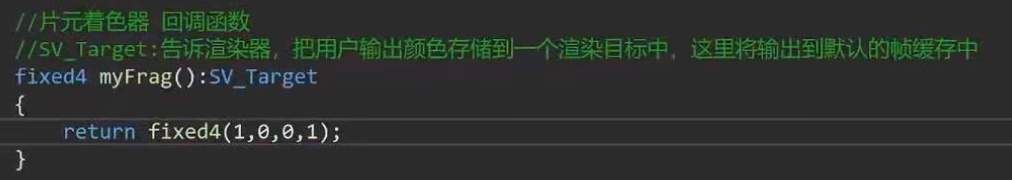 //片元着色器 回调函数
//SV_Target:告诉渲染器，把用户输出颜色存储到一个渲染目标中，这里将输出到默认的帧缓存中
fixed4 myFrag():SV_Target
{
    return fixed4(1,0,0,1);
}